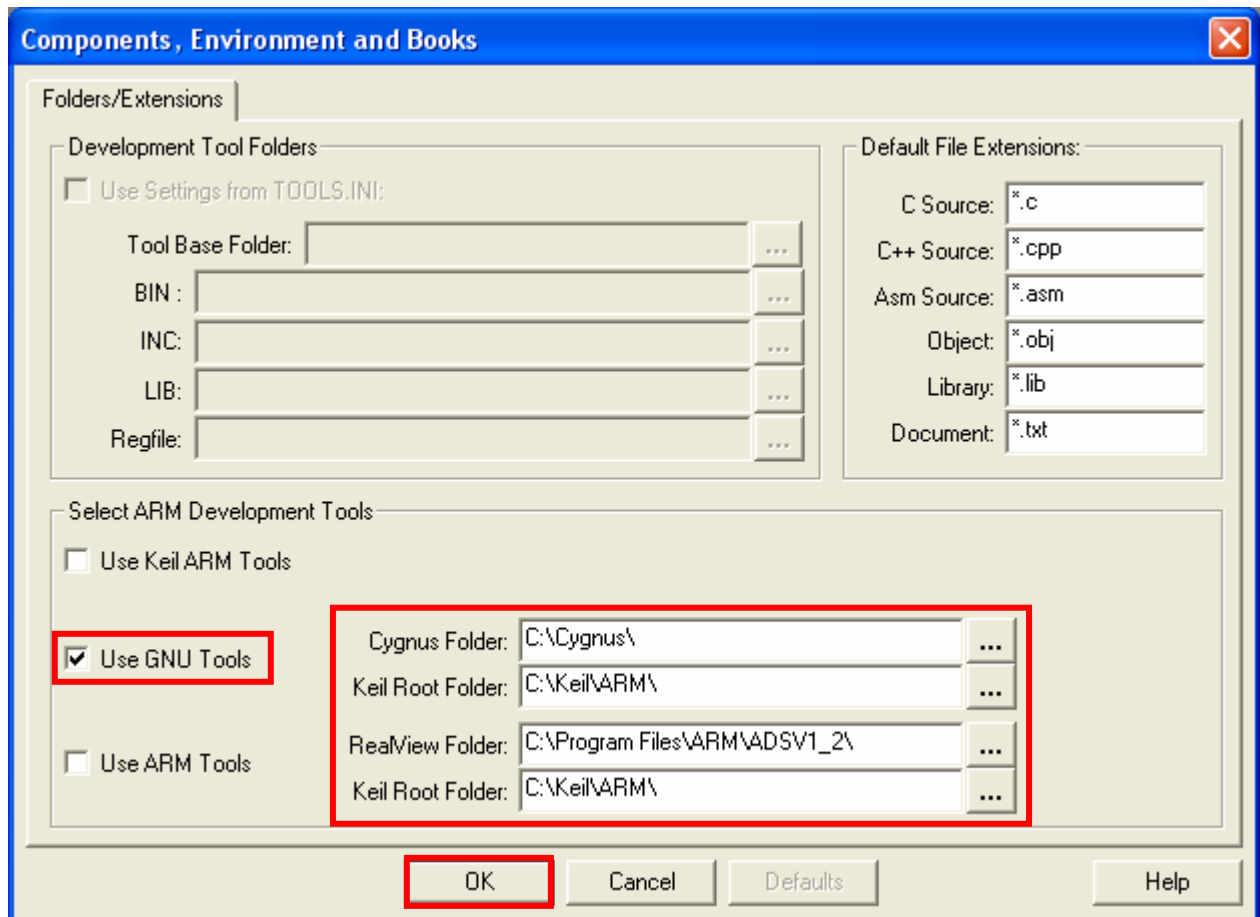 Components, Environment and Books
Folders/Extensions
Development Tool Folders
Use Settings from TOOLS.INI:
Tool Base Folder: ...
BIN : ...
INC: ...
LIB: ...
Regfile: ...
Default File Extensions:
C Source: *.c
C++ Source: *.cpp
Asm Source: *.asm
Object: *.obj
Library: *.lib
Document: *.txt
Select ARM Development Tools
Use Keil ARM Tools
Use GNU Tools
Cygnus Folder: C:\Cygnus\ ...
Keil Root Folder: C:\Keil\ARM\ ...
Use ARM Tools
RealView Folder: C:\Program Files\ARM\ADSV1_2\ ...
Keil Root Folder: C:\Keil\ARM\ ...
OK Cancel Defaults Help